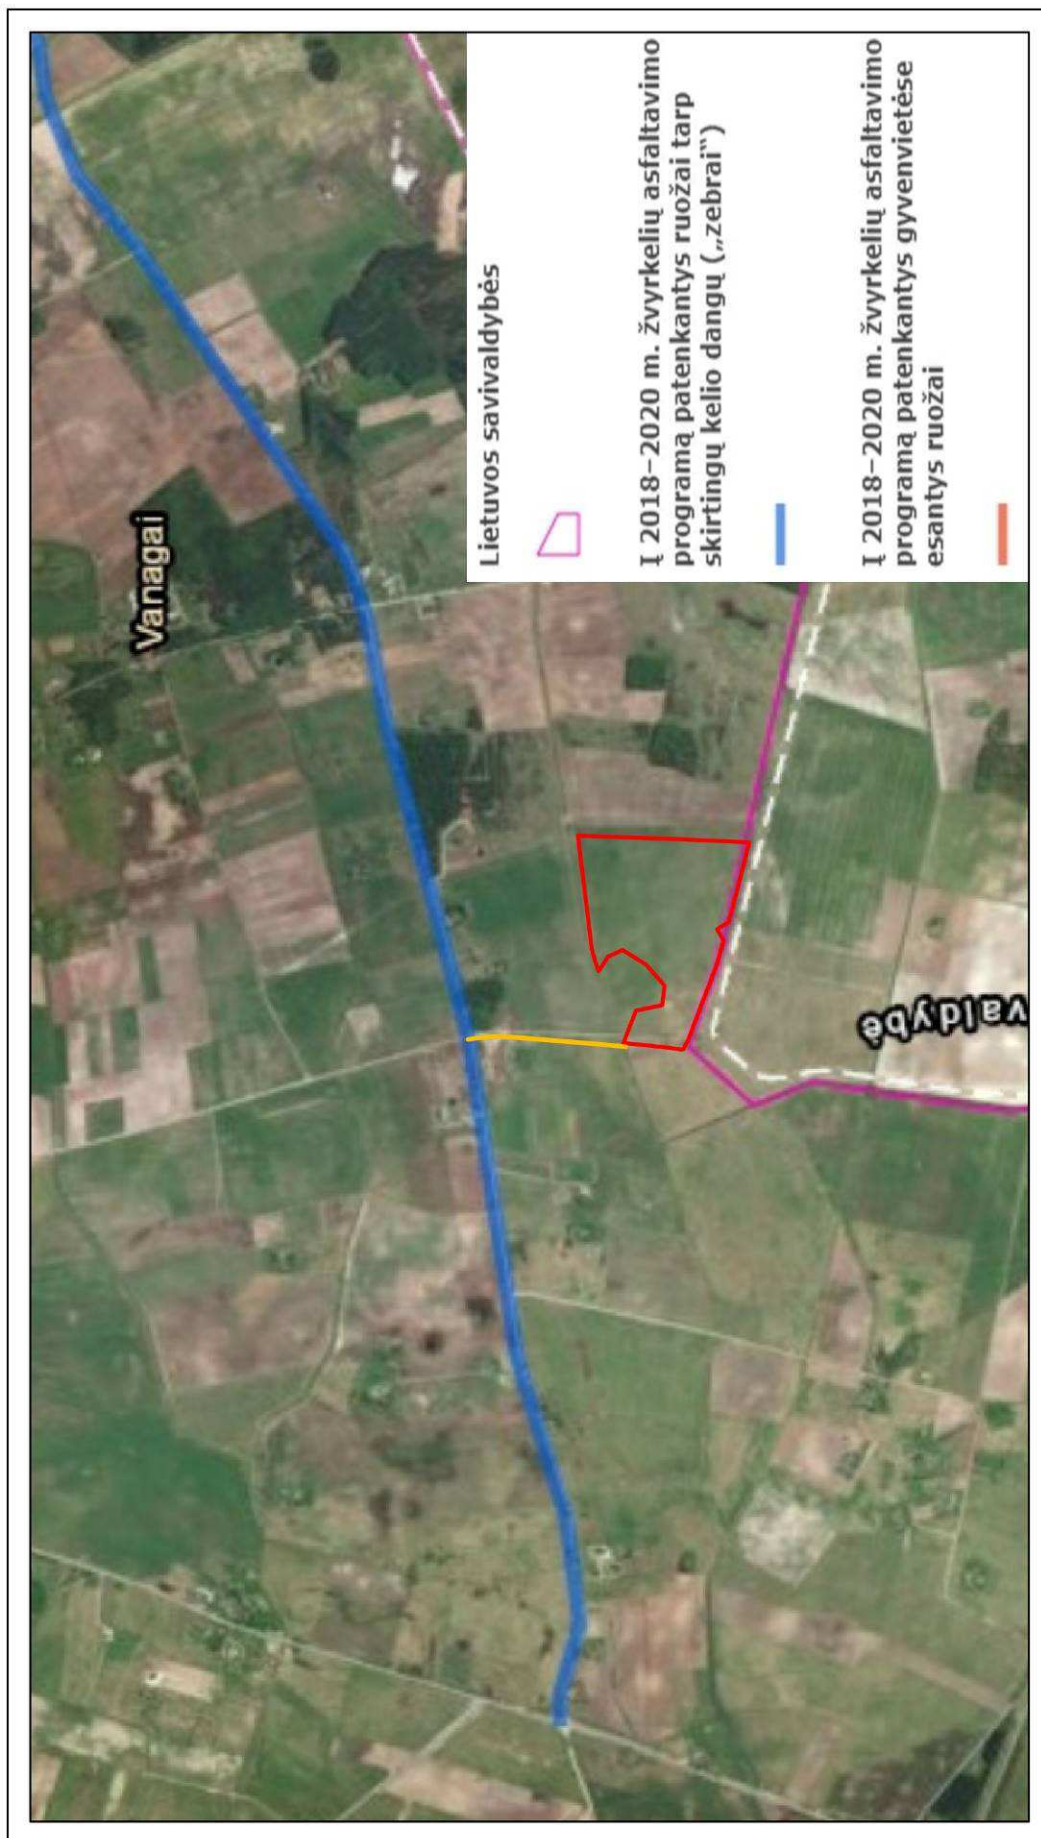 Vanagai
valdybė
Lietuvos savivaldybės
Į 2018–2020 m. žvyrkelių asfaltavimo
programą patenkantys ruožai tarp
skirtingų kelio dangų („zebrai“)
Į 2018–2020 m. žvyrkelių asfaltavimo
programą patenkantys gyvenvietėse
esantys ruožai